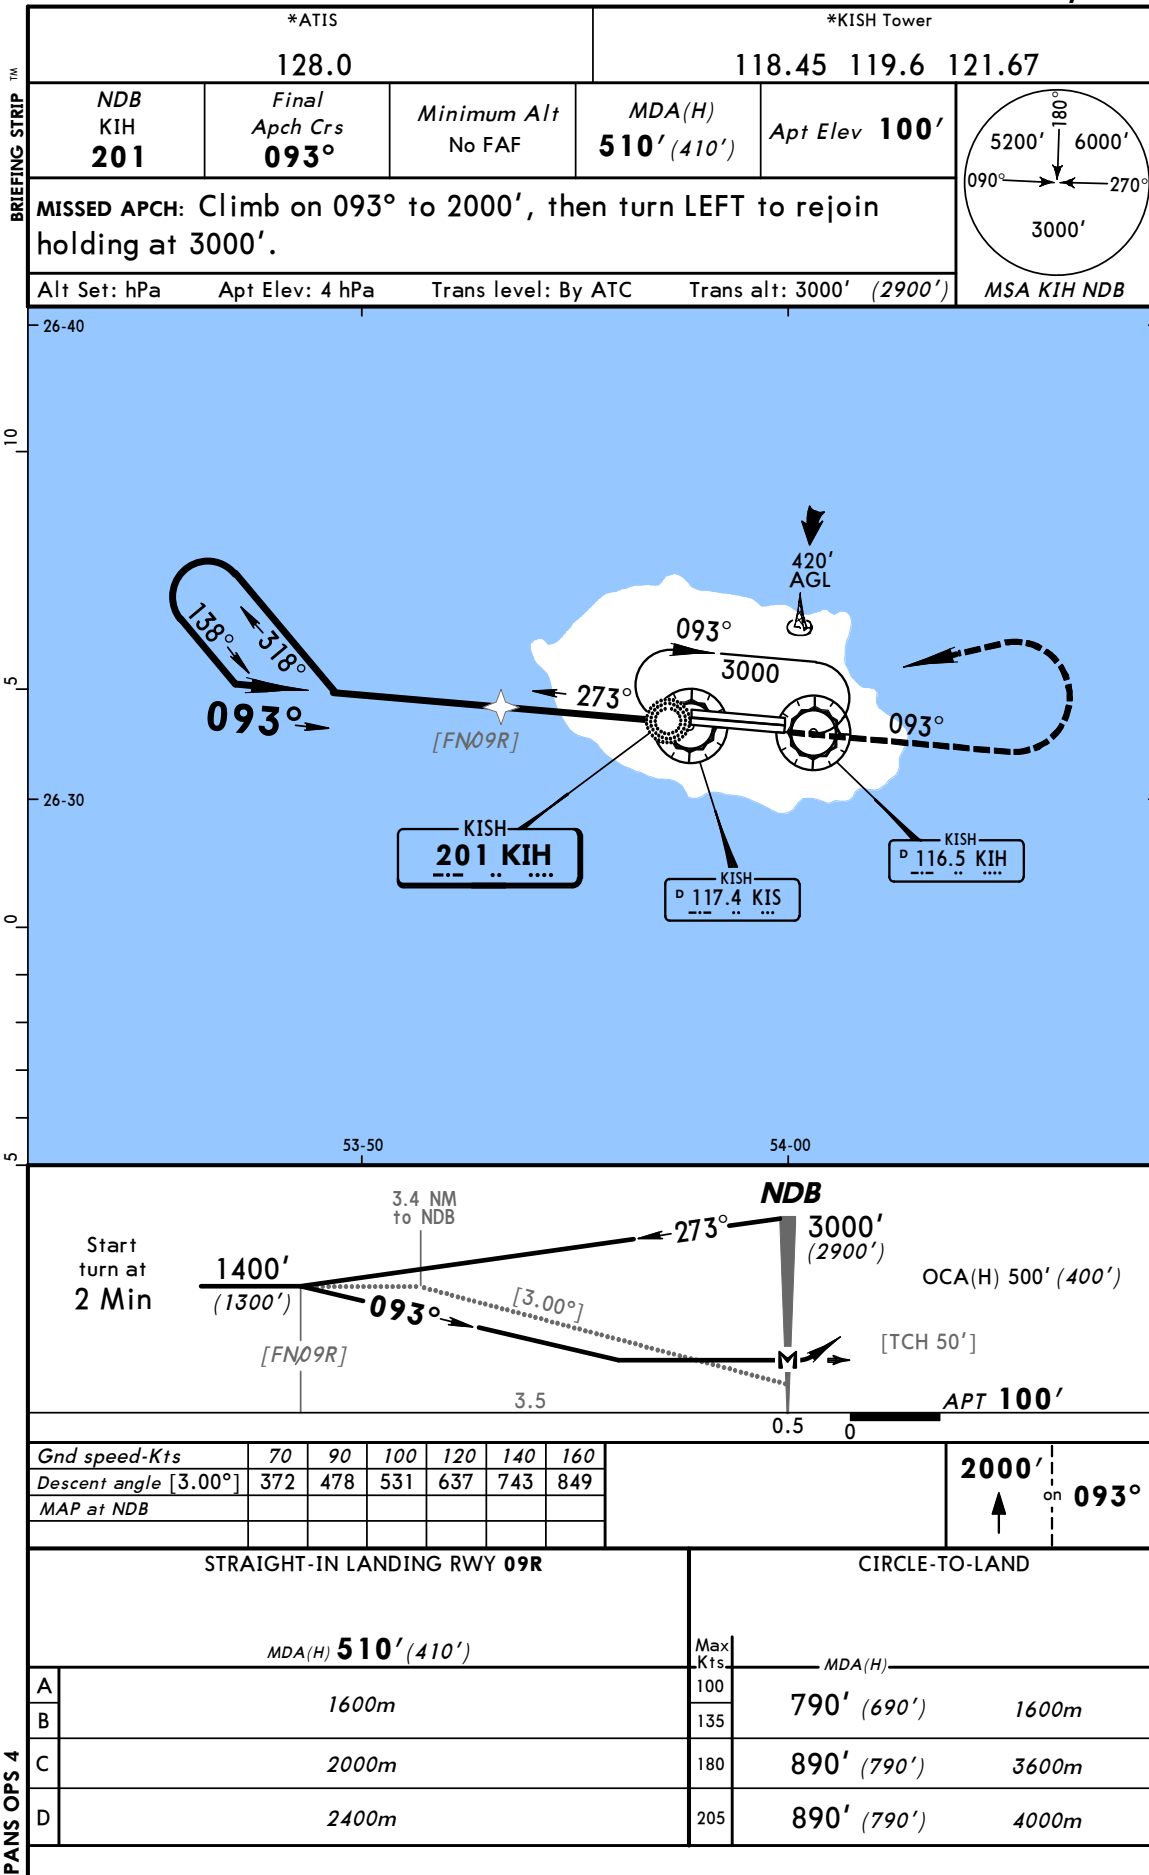 *ATIS
128.0
*KISH Tower
118.45 119.6 121.67
BRIEFING STRIP TM
NDB
KIH
201
Final
Apch Crs
093°
Minimum Alt
No FAF
MDA(H)
510' (410')
Apt Elev 100'
MISSED APCH: Climb on 093° to 2000', then turn LEFT to rejoin
holding at 3000'.
Alt Set: hPa Apt Elev: 4 hPa Trans level: By ATC Trans alt: 3000' (2900')
180°
5200' 6000'
090° 270°
3000'
MSA KIH NDB
26-40
10
420'
AGL
138°
318°
093°
3000
5
273°
093°
093°
[FN09R]
26-30
KISH
201 KIH
KISH
D 116.5 KIH
KISH
D 117.4 KIS
0
5
53-50
54-00
3.4 NM
to NDB
NDB
273°
3000'
(2900')
Start
turn at
2 Min
1400'
(1300')
OCA(H) 500' (400')
093°
[3.00°]
[FN09R]
[TCH 50']
3.5
APT 100'
0.5
0
Gnd speed-Kts 70 90 100 120 140 160
Descent angle [3.00°] 372 478 531 637 743 849
MAP at NDB
2000'
on 093°
STRAIGHT-IN LANDING RWY 09R
CIRCLE-TO-LAND
MDA(H) 510' (410')
Max
Kts
MDA(H)
A
B
1600m
100
135
790' (690') 1600m
C 2000m 180 890' (790') 3600m
D 2400m 205 890' (790') 4000m
PANS OPS 4